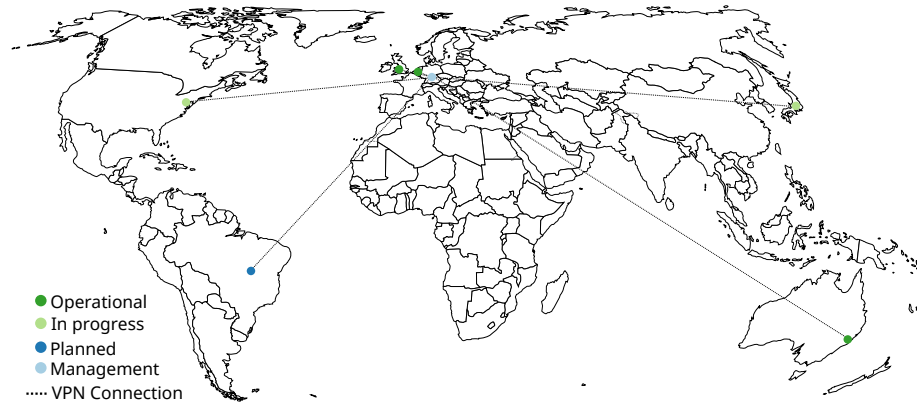 Operational
In progress
Planned
Management
VPN Connection